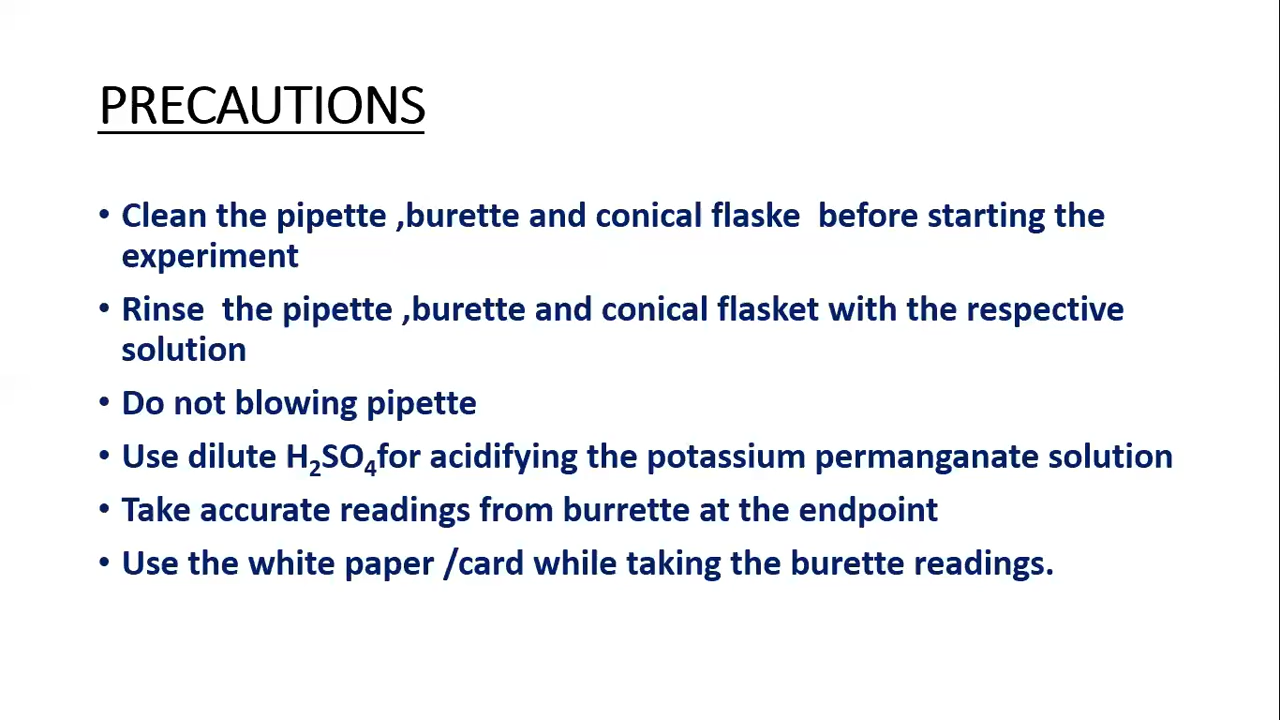 PRECAUTIONS
• Clean the pipette ,burette and conical flaske  before starting the
experiment
• Rinse  the pipette ,burette and conical flasket with the respective
solution
• Do not blowing pipette
• Use dilute H₂SO₄for acidifying the potassium permanganate solution
• Take accurate readings from burrette at the endpoint
• Use the white paper /card while taking the burette readings.